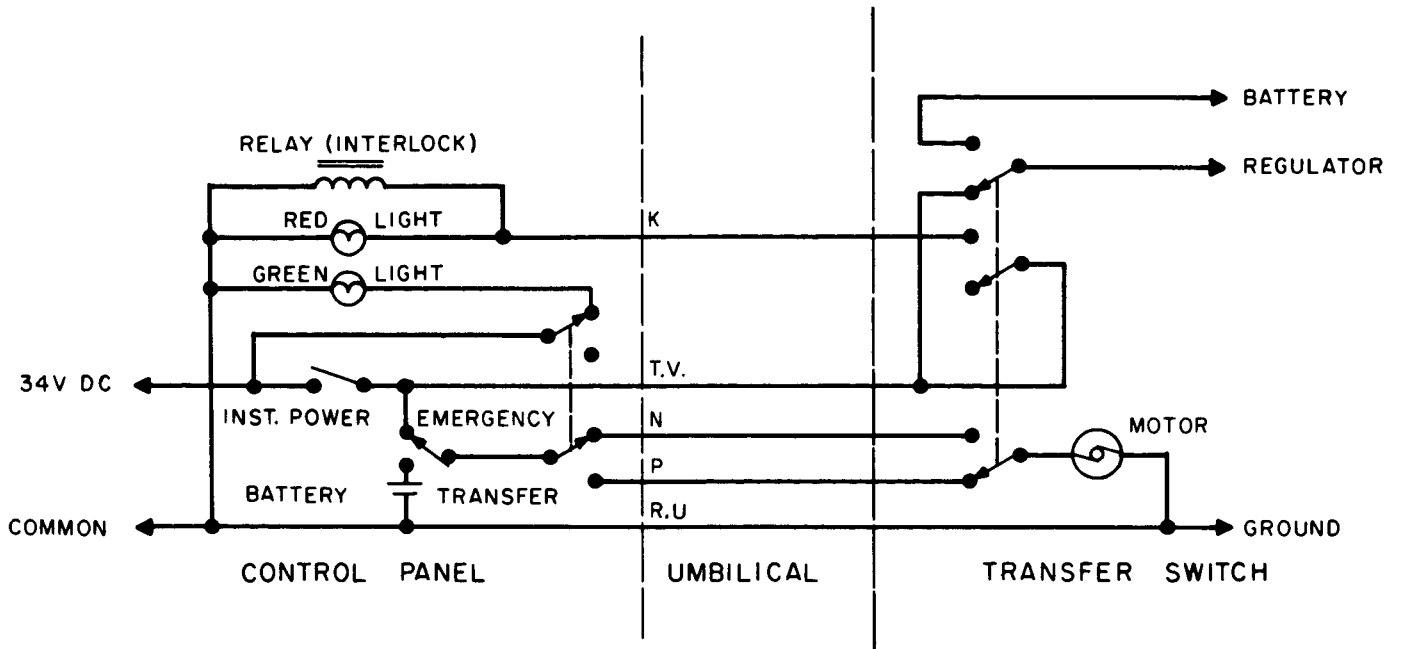 BATTERY
RELAY (INTERLOCK)
REGULATOR
RED LIGHT
K
GREEN LIGHT
34V DC
T.V.
INST. POWER
EMERGENCY
N
MOTOR
P
BATTERY
TRANSFER
R.U
COMMON
GROUND
CONTROL PANEL
UMBILICAL
TRANSFER SWITCH